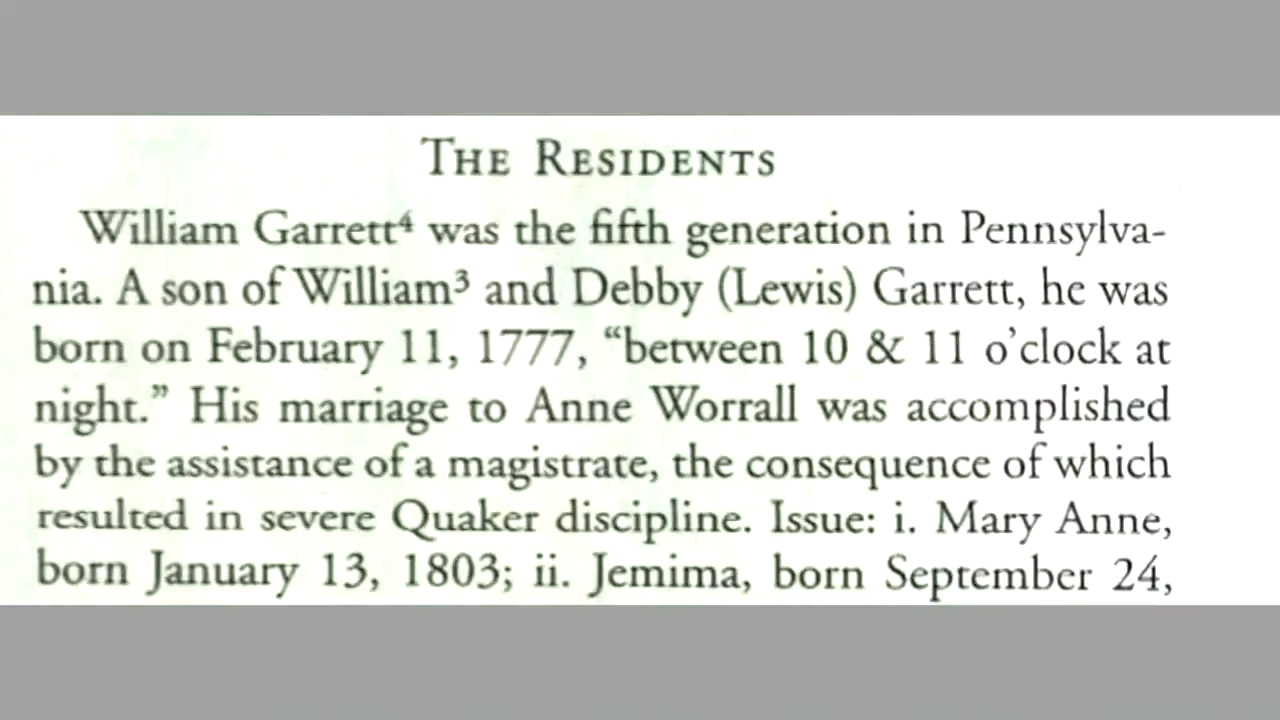 THE RESIDENTS
William Garrett⁴ was the fifth generation in Pennsylva-
nia. A son of William³ and Debby (Lewis) Garrett, he was
born on February 11, 1777, “between 10 & 11 o’clock at
night.” His marriage to Anne Worrall was accomplished
by the assistance of a magistrate, the consequence of which
resulted in severe Quaker discipline. Issue: i. Mary Anne,
born January 13, 1803; ii. Jemima, born September 24,